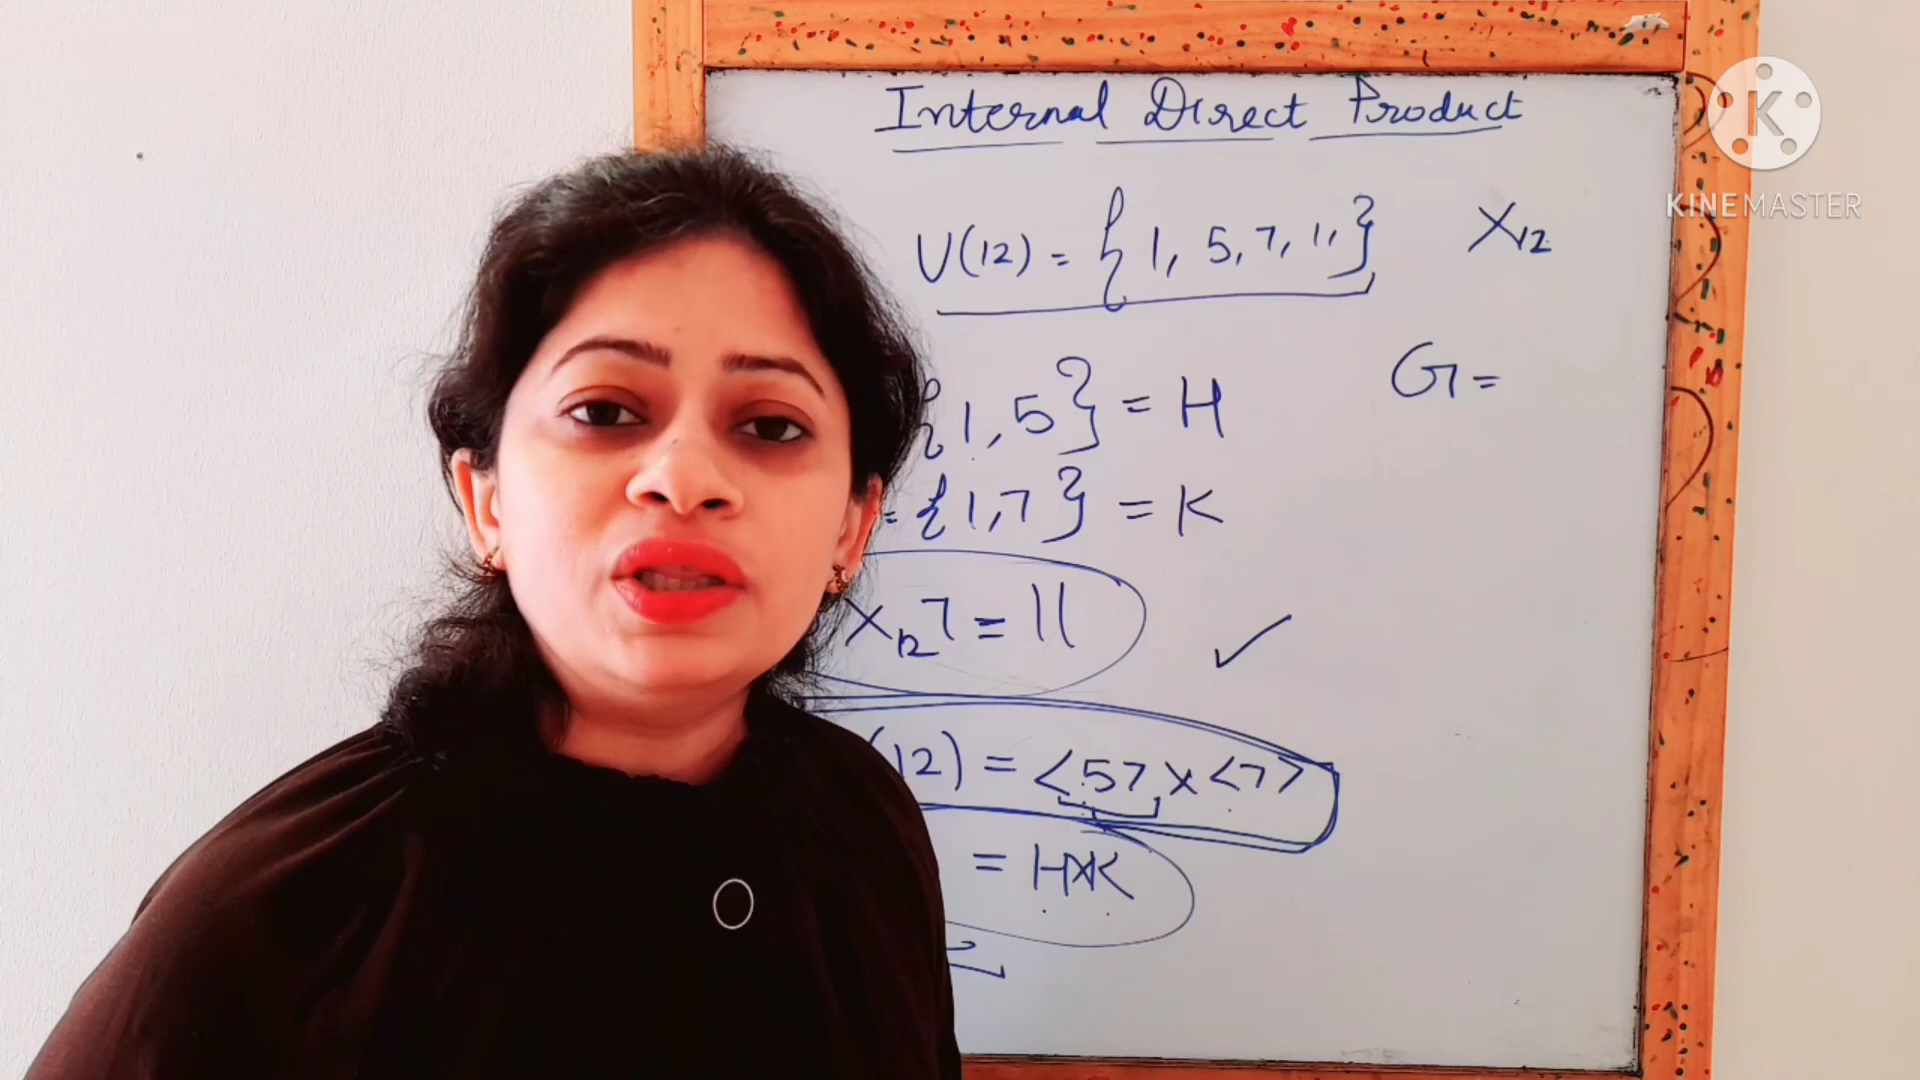 Internal Direct Product
U(12) = { 1, 5, 7, 11 } X12
G =
{ 1, 5 } = H
= { 1, 7 } = K
X12 7 = 11 ✓
(12) = <5> X <7>
= H X K
KINEMASTER